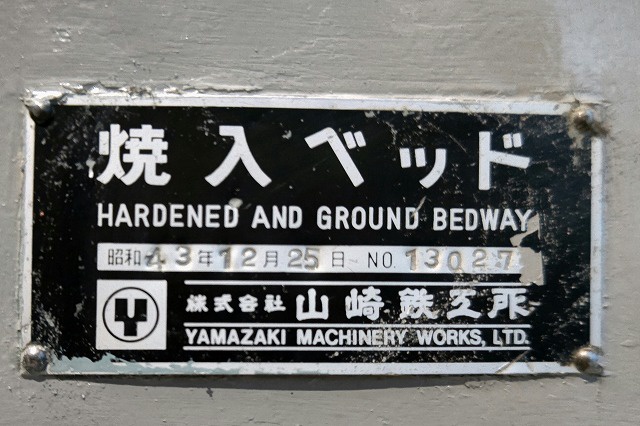 焼入ベッド
HARDENED AND GROUND BEDWAY
昭和43年12月25日 NO. 13027
株式会社 山崎鉄工所
YAMAZAKI MACHINERY WORKS, LTD.